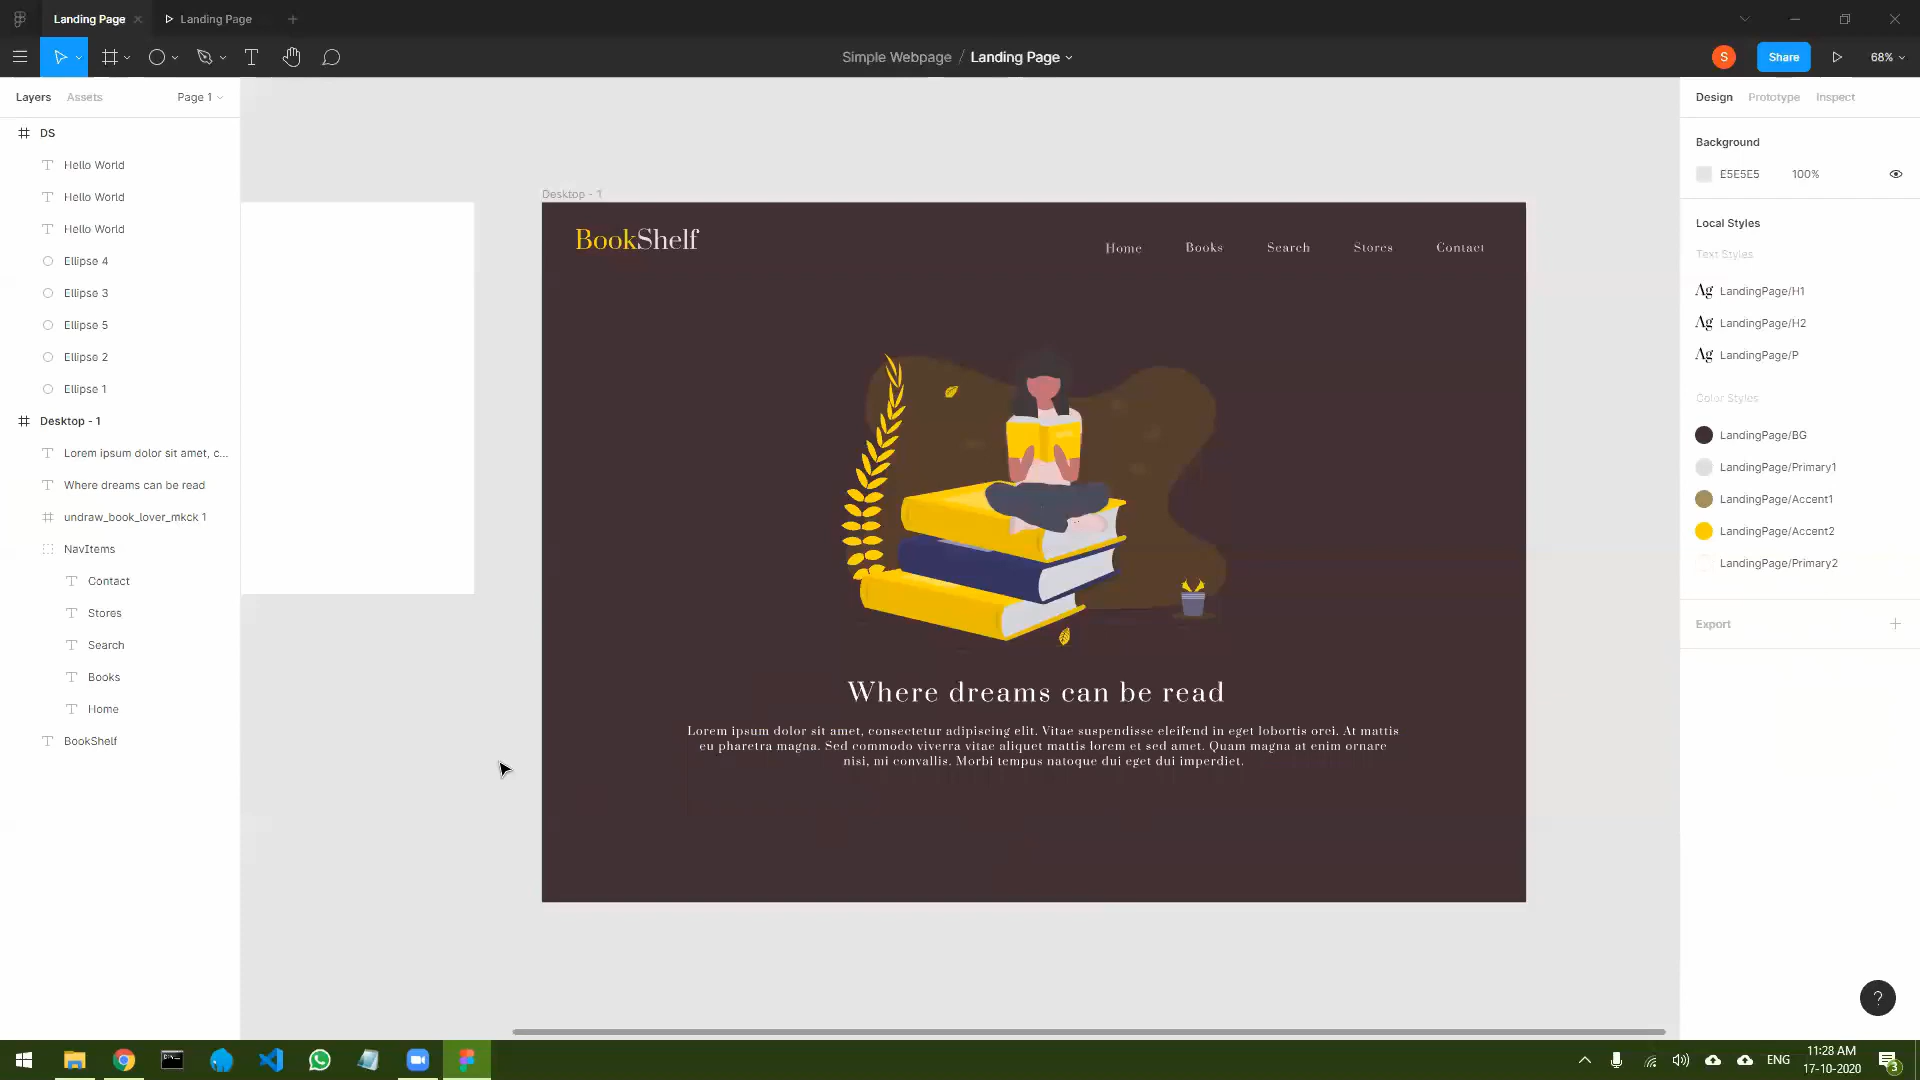 Landing Page
Landing Page
Simple Webpage / Landing Page
S
Share
68%
Layers
Assets
Page 1
DS
Hello World
Hello World
Hello World
Ellipse 4
Ellipse 3
Ellipse 5
Ellipse 2
Ellipse 1
Desktop - 1
Lorem ipsum dolor sit amet, c...
Where dreams can be read
undraw_book_lover_mkck 1
NavItems
Contact
Stores
Search
Books
Home
BookShelf
Desktop - 1
BookShelf
Home
Books
Search
Stores
Contact
Where dreams can be read
Lorem ipsum dolor sit amet, consectetur adipiscing elit. Vitae suspendisse eleifend in eget lobortis orci. At mattis
eu pharetra magna. Sed commodo viverra vitae aliquet mattis lorem et sed amet. Quam magna at enim ornare
nisi, mi convallis. Morbi tempus natoque dui eget dui imperdiet.
Design
Prototype
Inspect
Background
E5E5E5
100%
Local Styles
Text Styles
Ag LandingPage/H1
Ag LandingPage/H2
Ag LandingPage/P
Color Styles
LandingPage/BG
LandingPage/Primary1
LandingPage/Accent1
LandingPage/Accent2
LandingPage/Primary2
Export
?
ENG
11:28 AM
17-10-2020
3